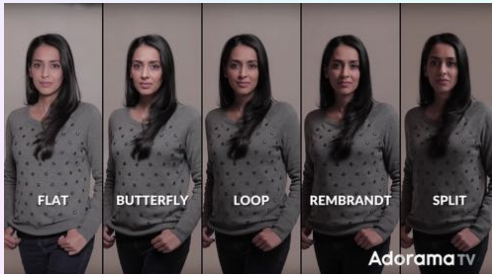 FLAT
BUTTERFLY
LOOP
REMBRANDT
SPLIT
AdoramaTV